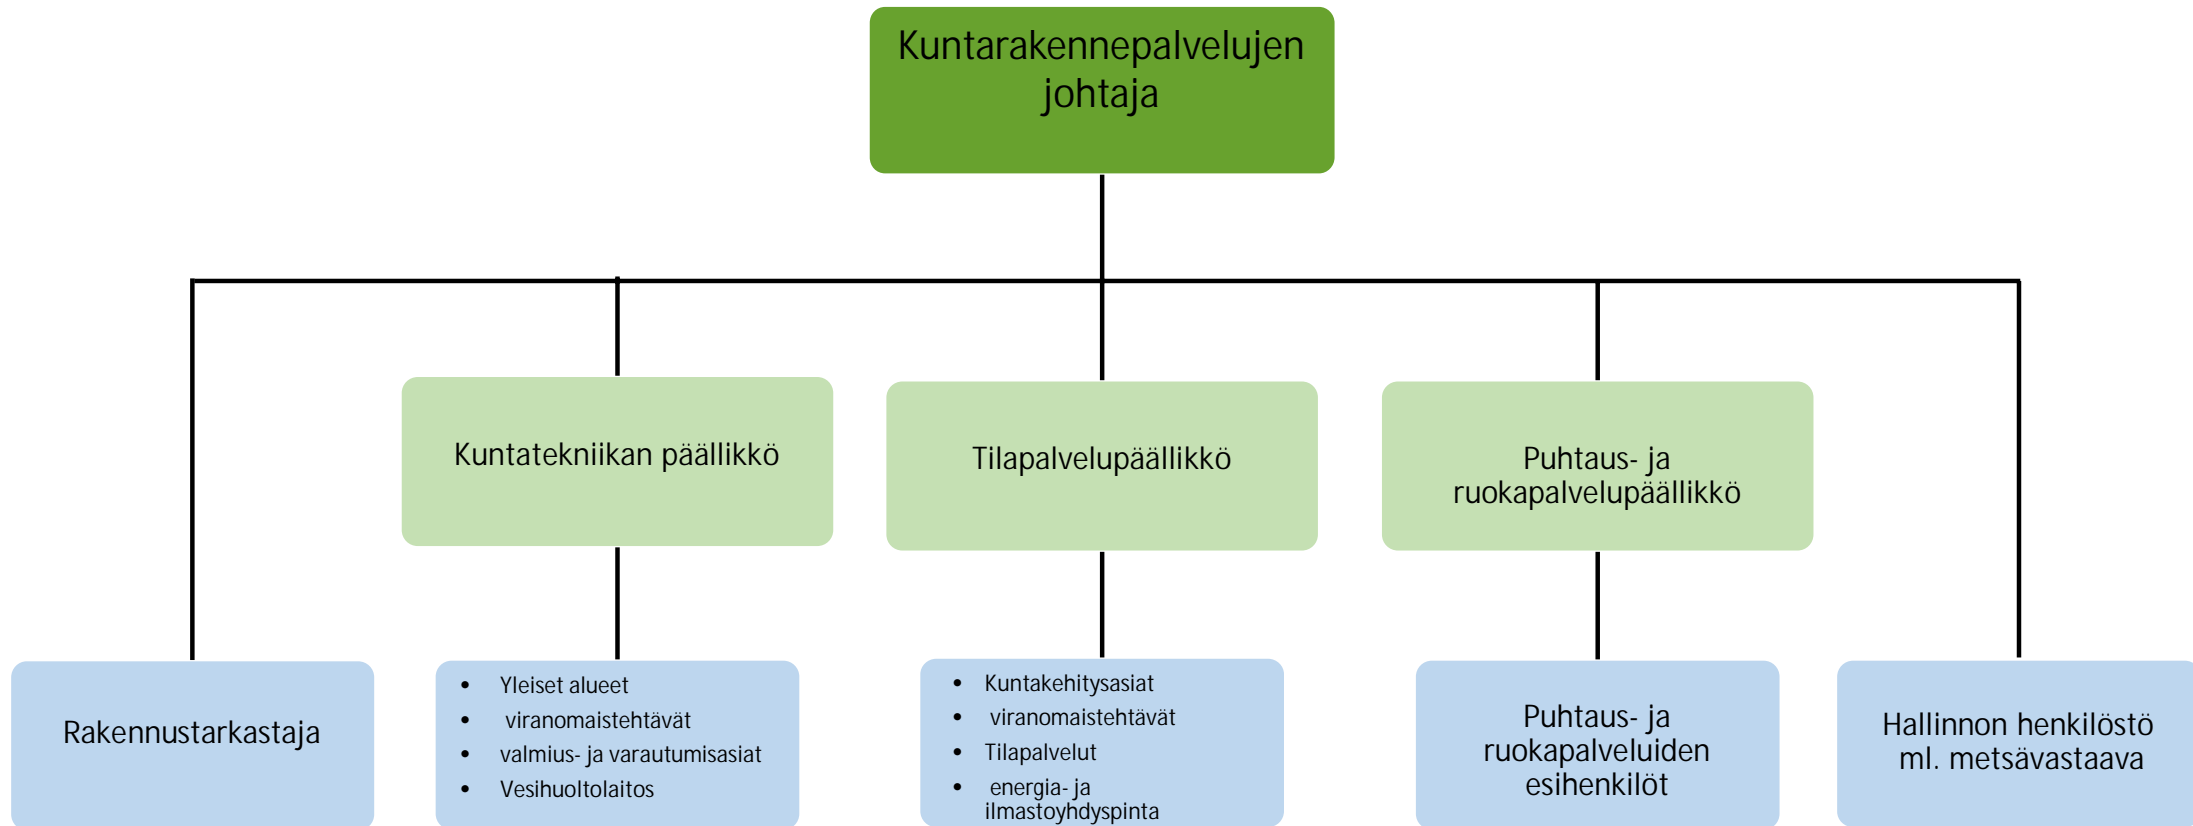 Kuntarakennepalvelujen
johtaja
Kuntatekniikan päällikkö
Tilapalvelupäällikkö
Puhtaus- ja
ruokapalvelupäällikkö
Rakennustarkastaja
• Yleiset alueet
• viranomaistehtävät
• valmius- ja varautumisasiat
• Vesihuoltolaitos
• Kuntakehitysasiat
• viranomaistehtävät
• Tilapalvelut
• energia- ja
ilmastoyhdyspinta
Puhtaus- ja
ruokapalveluiden
esihenkilöt
Hallinnon henkilöstö
ml. metsävastaava